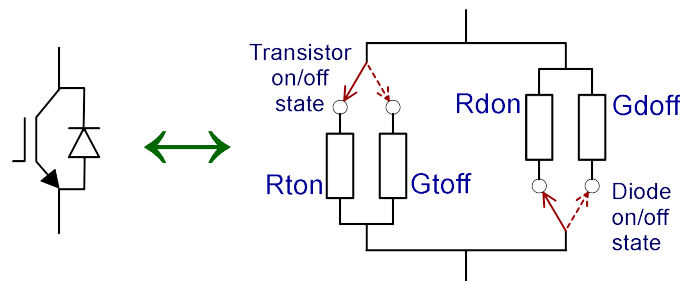 Transistor
on/off
state
Rton
Gtoff
Rdon
Gdoff
Diode
on/off
state